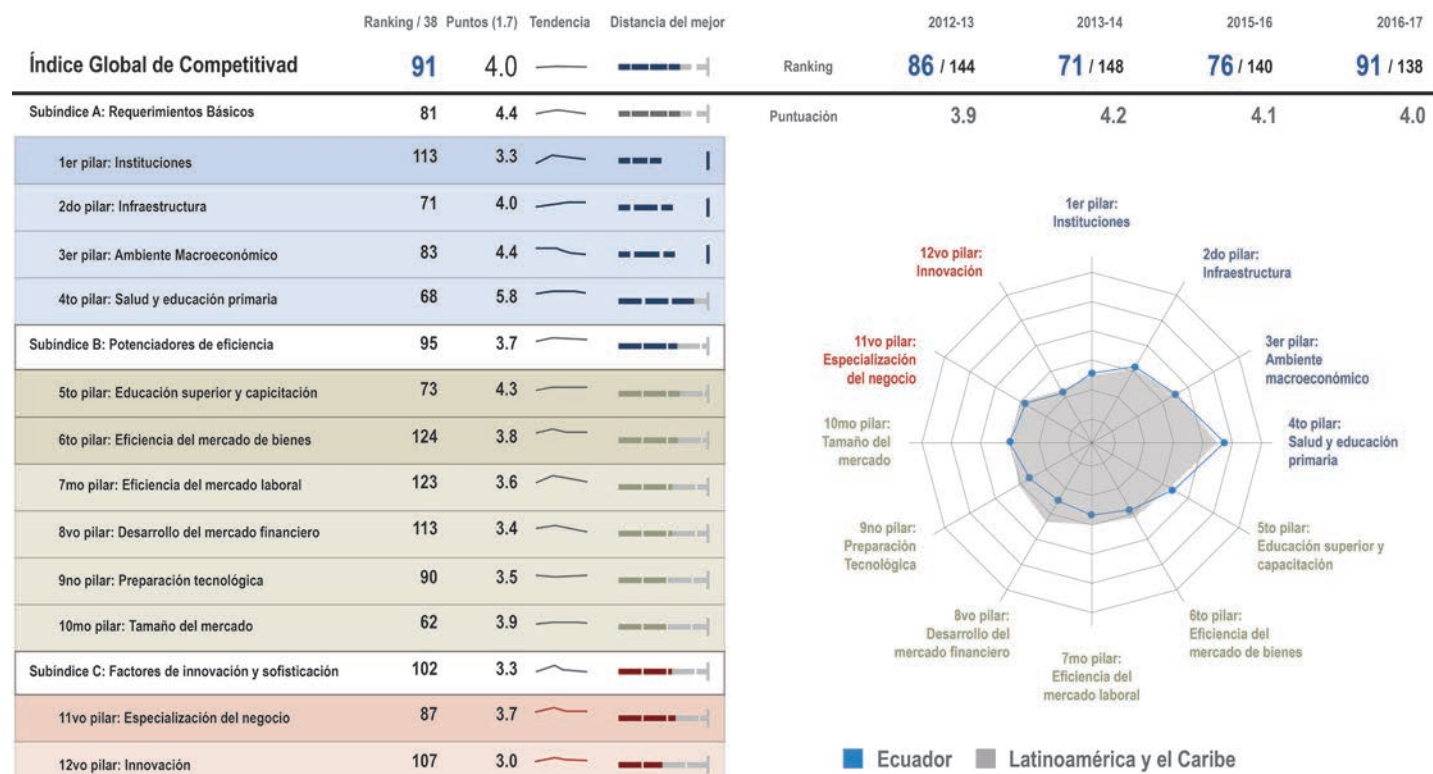 Ranking / 38 Puntos (1.7) Tendencia Distancia del mejor
Índice Global de Competitivad 91 4.0
Subíndice A: Requerimientos Básicos 81 4.4
1er pilar: Instituciones 113 3.3
2do pilar: Infraestructura 71 4.0
3er pilar: Ambiente Macroeconómico 83 4.4
4to pilar: Salud y educación primaria 68 5.8
Subíndice B: Potenciadores de eficiencia 95 3.7
5to pilar: Educación superior y capicitación 73 4.3
6to pilar: Eficiencia del mercado de bienes 124 3.8
7mo pilar: Eficiencia del mercado laboral 123 3.6
8vo pilar: Desarrollo del mercado financiero 113 3.4
9no pilar: Preparación tecnológica 90 3.5
10mo pilar: Tamaño del mercado 62 3.9
Subíndice C: Factores de innovación y sofisticación 102 3.3
11vo pilar: Especialización del negocio 87 3.7
12vo pilar: Innovación 107 3.0
2012-13 2013-14 2015-16 2016-17
Ranking 86 / 144 71 / 148 76 / 140 91 / 138
Puntuación 3.9 4.2 4.1 4.0
1er pilar:
Instituciones
2do pilar:
Infraestructura
3er pilar:
Ambiente
macroeconómico
4to pilar:
Salud y educación
primaria
5to pilar:
Educación superior y
capacitación
6to pilar:
Eficiencia del
mercado de bienes
7mo pilar:
Eficiencia del
mercado laboral
8vo pilar:
Desarrollo del
mercado financiero
9no pilar:
Preparación
Tecnológica
10mo pilar:
Tamaño del
mercado
11vo pilar:
Especialización
del negocio
12vo pilar:
Innovación
Ecuador Latinoamérica y el Caribe